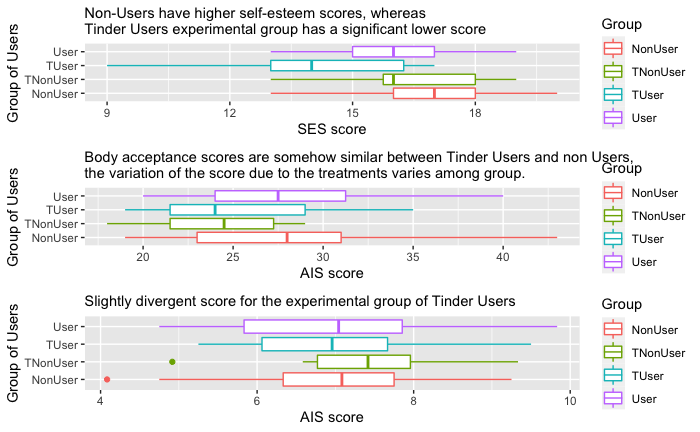 Non-Users have higher self-esteem scores, whereas
Tinder Users experimental group has a significant lower score
Group of Users
User
TUser
TNonUser
NonUser
9 12 15 18
SES score
Group
NonUser
TNonUser
TUser
User
Body acceptance scores are somehow similar between Tinder Users and non Users,
the variation of the score due to the treatments varies among group.
Group of Users
User
TUser
TNonUser
NonUser
20 25 30 35 40
AIS score
Group
NonUser
TNonUser
TUser
User
Slightly divergent score for the experimental group of Tinder Users
Group of Users
User
TUser
TNonUser
NonUser
4 6 8 10
AIS score
Group
NonUser
TNonUser
TUser
User